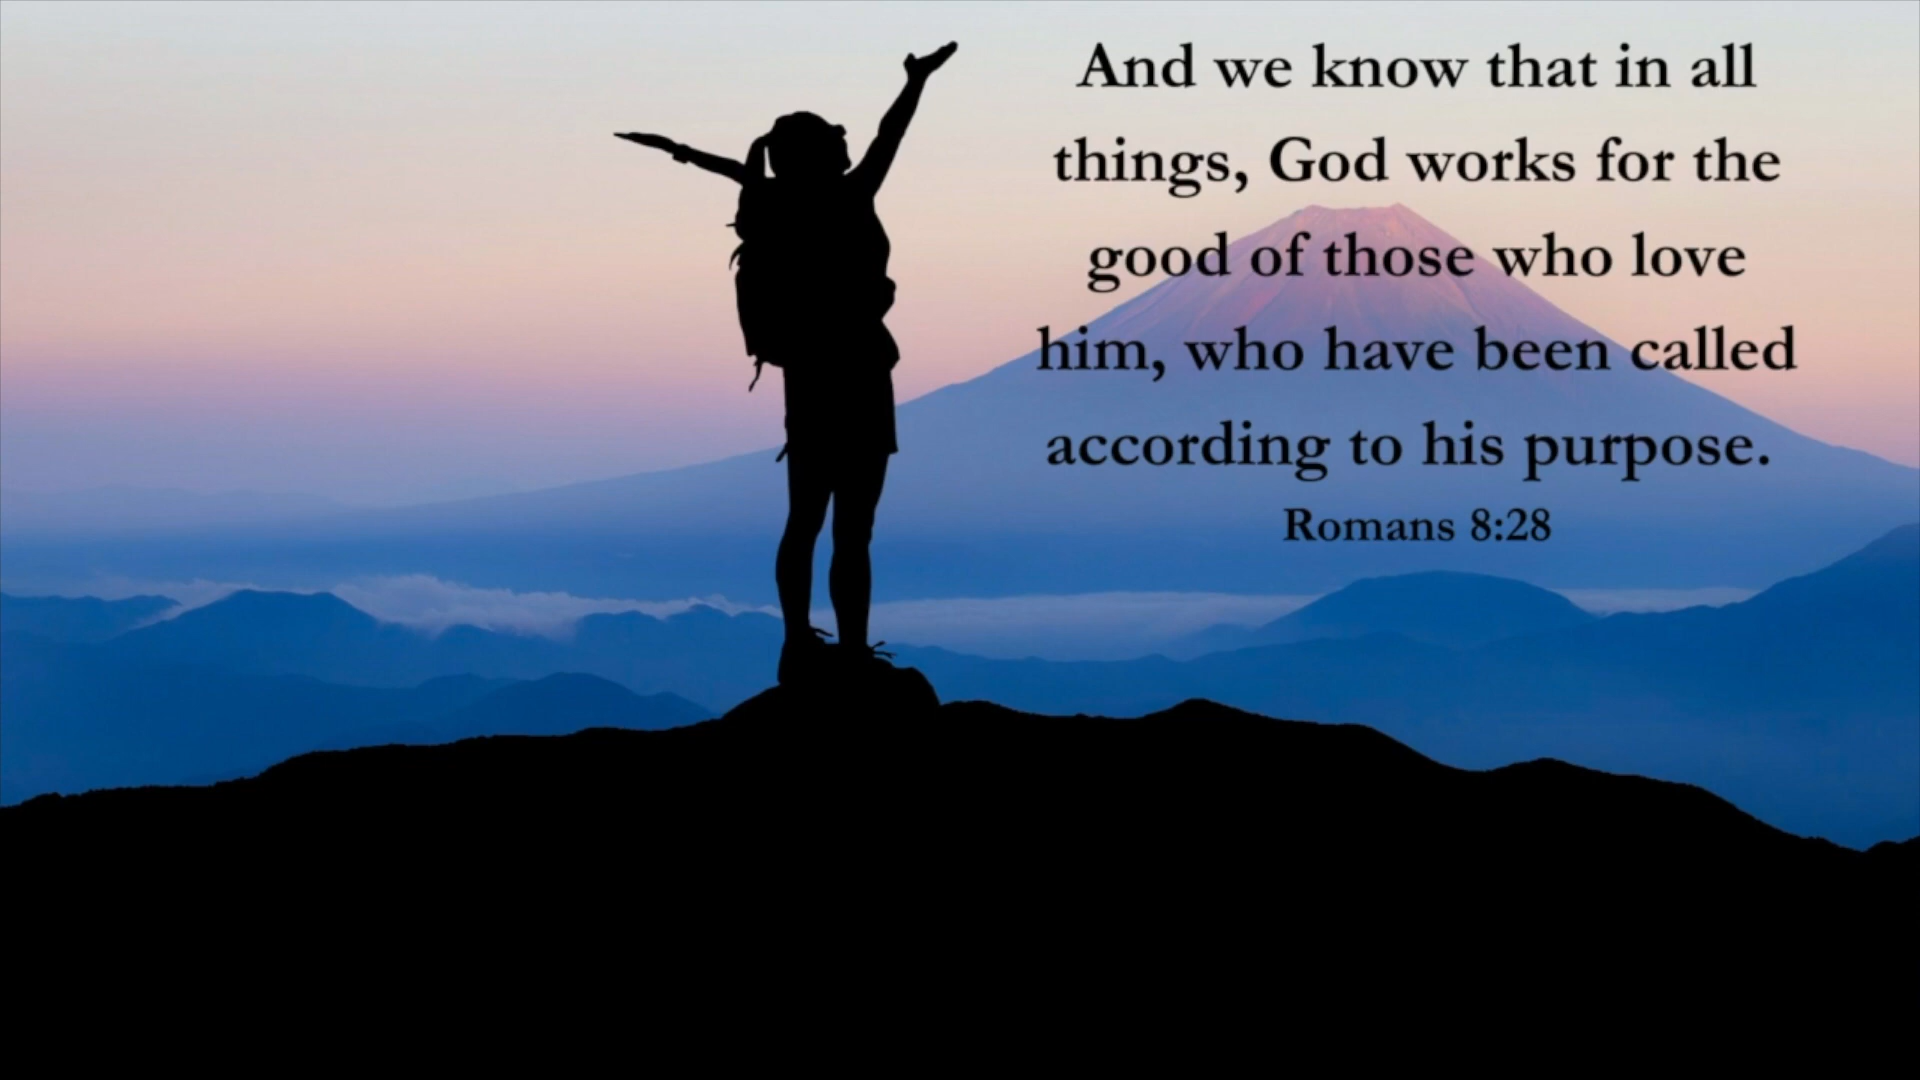 And we know that in all
things, God works for the
good of those who love
him, who have been called
according to his purpose.
Romans 8:28